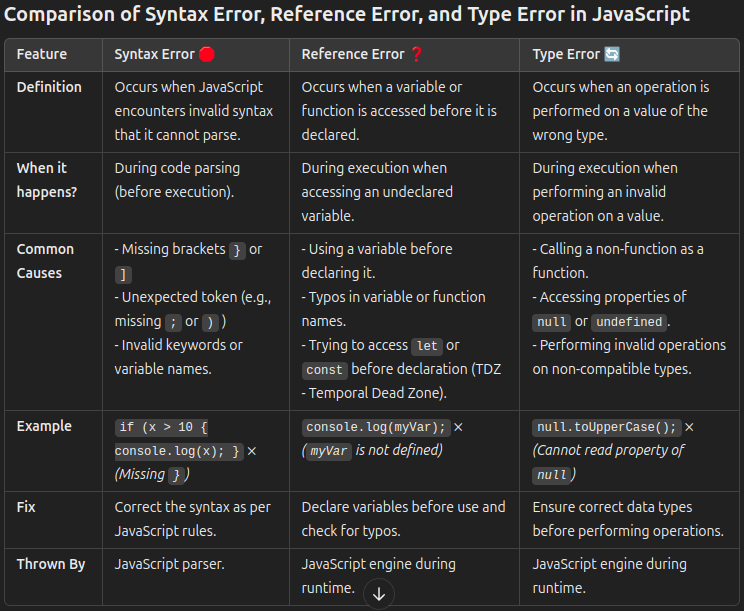 Comparison of Syntax Error, Reference Error, and Type Error in JavaScript
Feature
Syntax Error 🛑
Reference Error ❓
Type Error 🔄
Definition
Occurs when JavaScript
encounters invalid syntax
that it cannot parse.
Occurs when a variable or
function is accessed before it is
declared.
Occurs when an operation is
performed on a value of the
wrong type.
When it
happens?
During code parsing
(before execution).
During execution when
accessing an undeclared
variable.
During execution when
performing an invalid
operation on a value.
Common
Causes
- Missing brackets } or
]
- Unexpected token (e.g.,
missing ; or ) )
- Invalid keywords or
variable names.
- Using a variable before
declaring it.
- Typos in variable or function
names.
- Trying to access let or
const before declaration (TDZ
- Temporal Dead Zone).
- Calling a non-function as a
function.
- Accessing properties of
null or undefined.
- Performing invalid operations
on non-compatible types.
Example
if (x > 10 {
console.log(x); } ×
(Missing })
console.log(myVar); ×
(myVar is not defined)
null.toUpperCase(); ×
(Cannot read property of
null)
Fix
Correct the syntax as per
JavaScript rules.
Declare variables before use and
check for typos.
Ensure correct data types
before performing operations.
Thrown By
JavaScript parser.
JavaScript engine during
runtime.
JavaScript engine during
runtime.